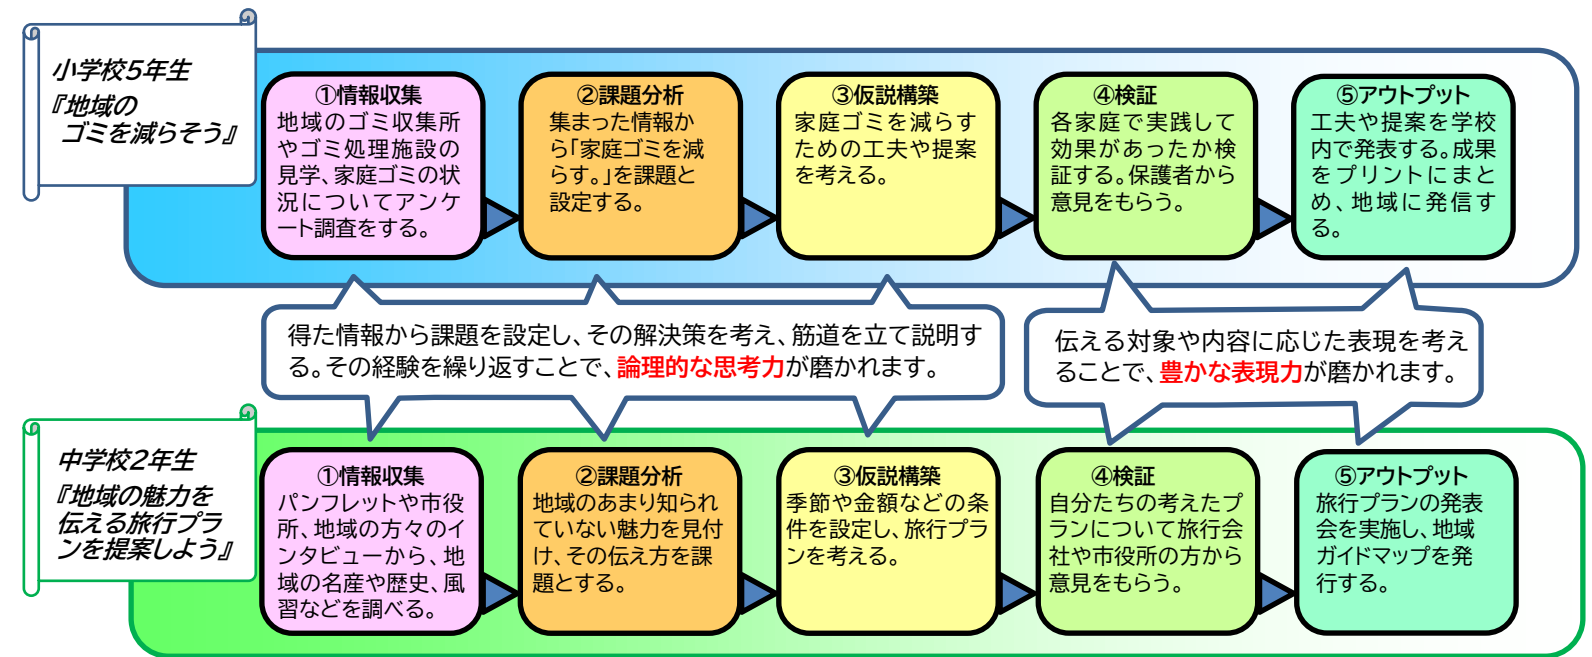 小学校5年生
『地域の
ゴミを減らそう』
①情報収集
地域のゴミ収集所
やゴミ処理施設の
見学、家庭ゴミの状
況についてアンケ
ート調査をする。
②課題分析
集まった情報か
ら「家庭ゴミを減
らす。」を課題と
設定する。
③仮説構築
家庭ゴミを減らす
ための工夫や提案
を考える。
④検証
各家庭で実践して
効果があったか検
証する。保護者から
意見をもらう。
⑤アウトプット
工夫や提案を学校
内で発表する。成果
をプリントにまと
め、地域に発信す
る。
得た情報から課題を設定し、その解決策を考え、筋道を立て説明す
る。その経験を繰り返すことで、論理的な思考力が磨かれます。
伝える対象や内容に応じた表現を考え
ることで、豊かな表現力が磨かれます。
中学校2年生
『地域の魅力を
伝える旅行プラ
ンを提案しよう』
①情報収集
パンフレットや市役
所、地域の方々のイ
ンタビューから、地
域の名産や歴史、風
習などを調べる。
②課題分析
地域のあまり知られ
ていない魅力を見付
け、その伝え方を課
題とする。
③仮説構築
季節や金額などの条
件を設定し、旅行プラ
ンを考える。
④検証
自分たちの考えたプ
ランについて旅行会
社や市役所の方から
意見をもらう。
⑤アウトプット
旅行プランの発表
会を実施し、地域
ガイドマップを発
行する。